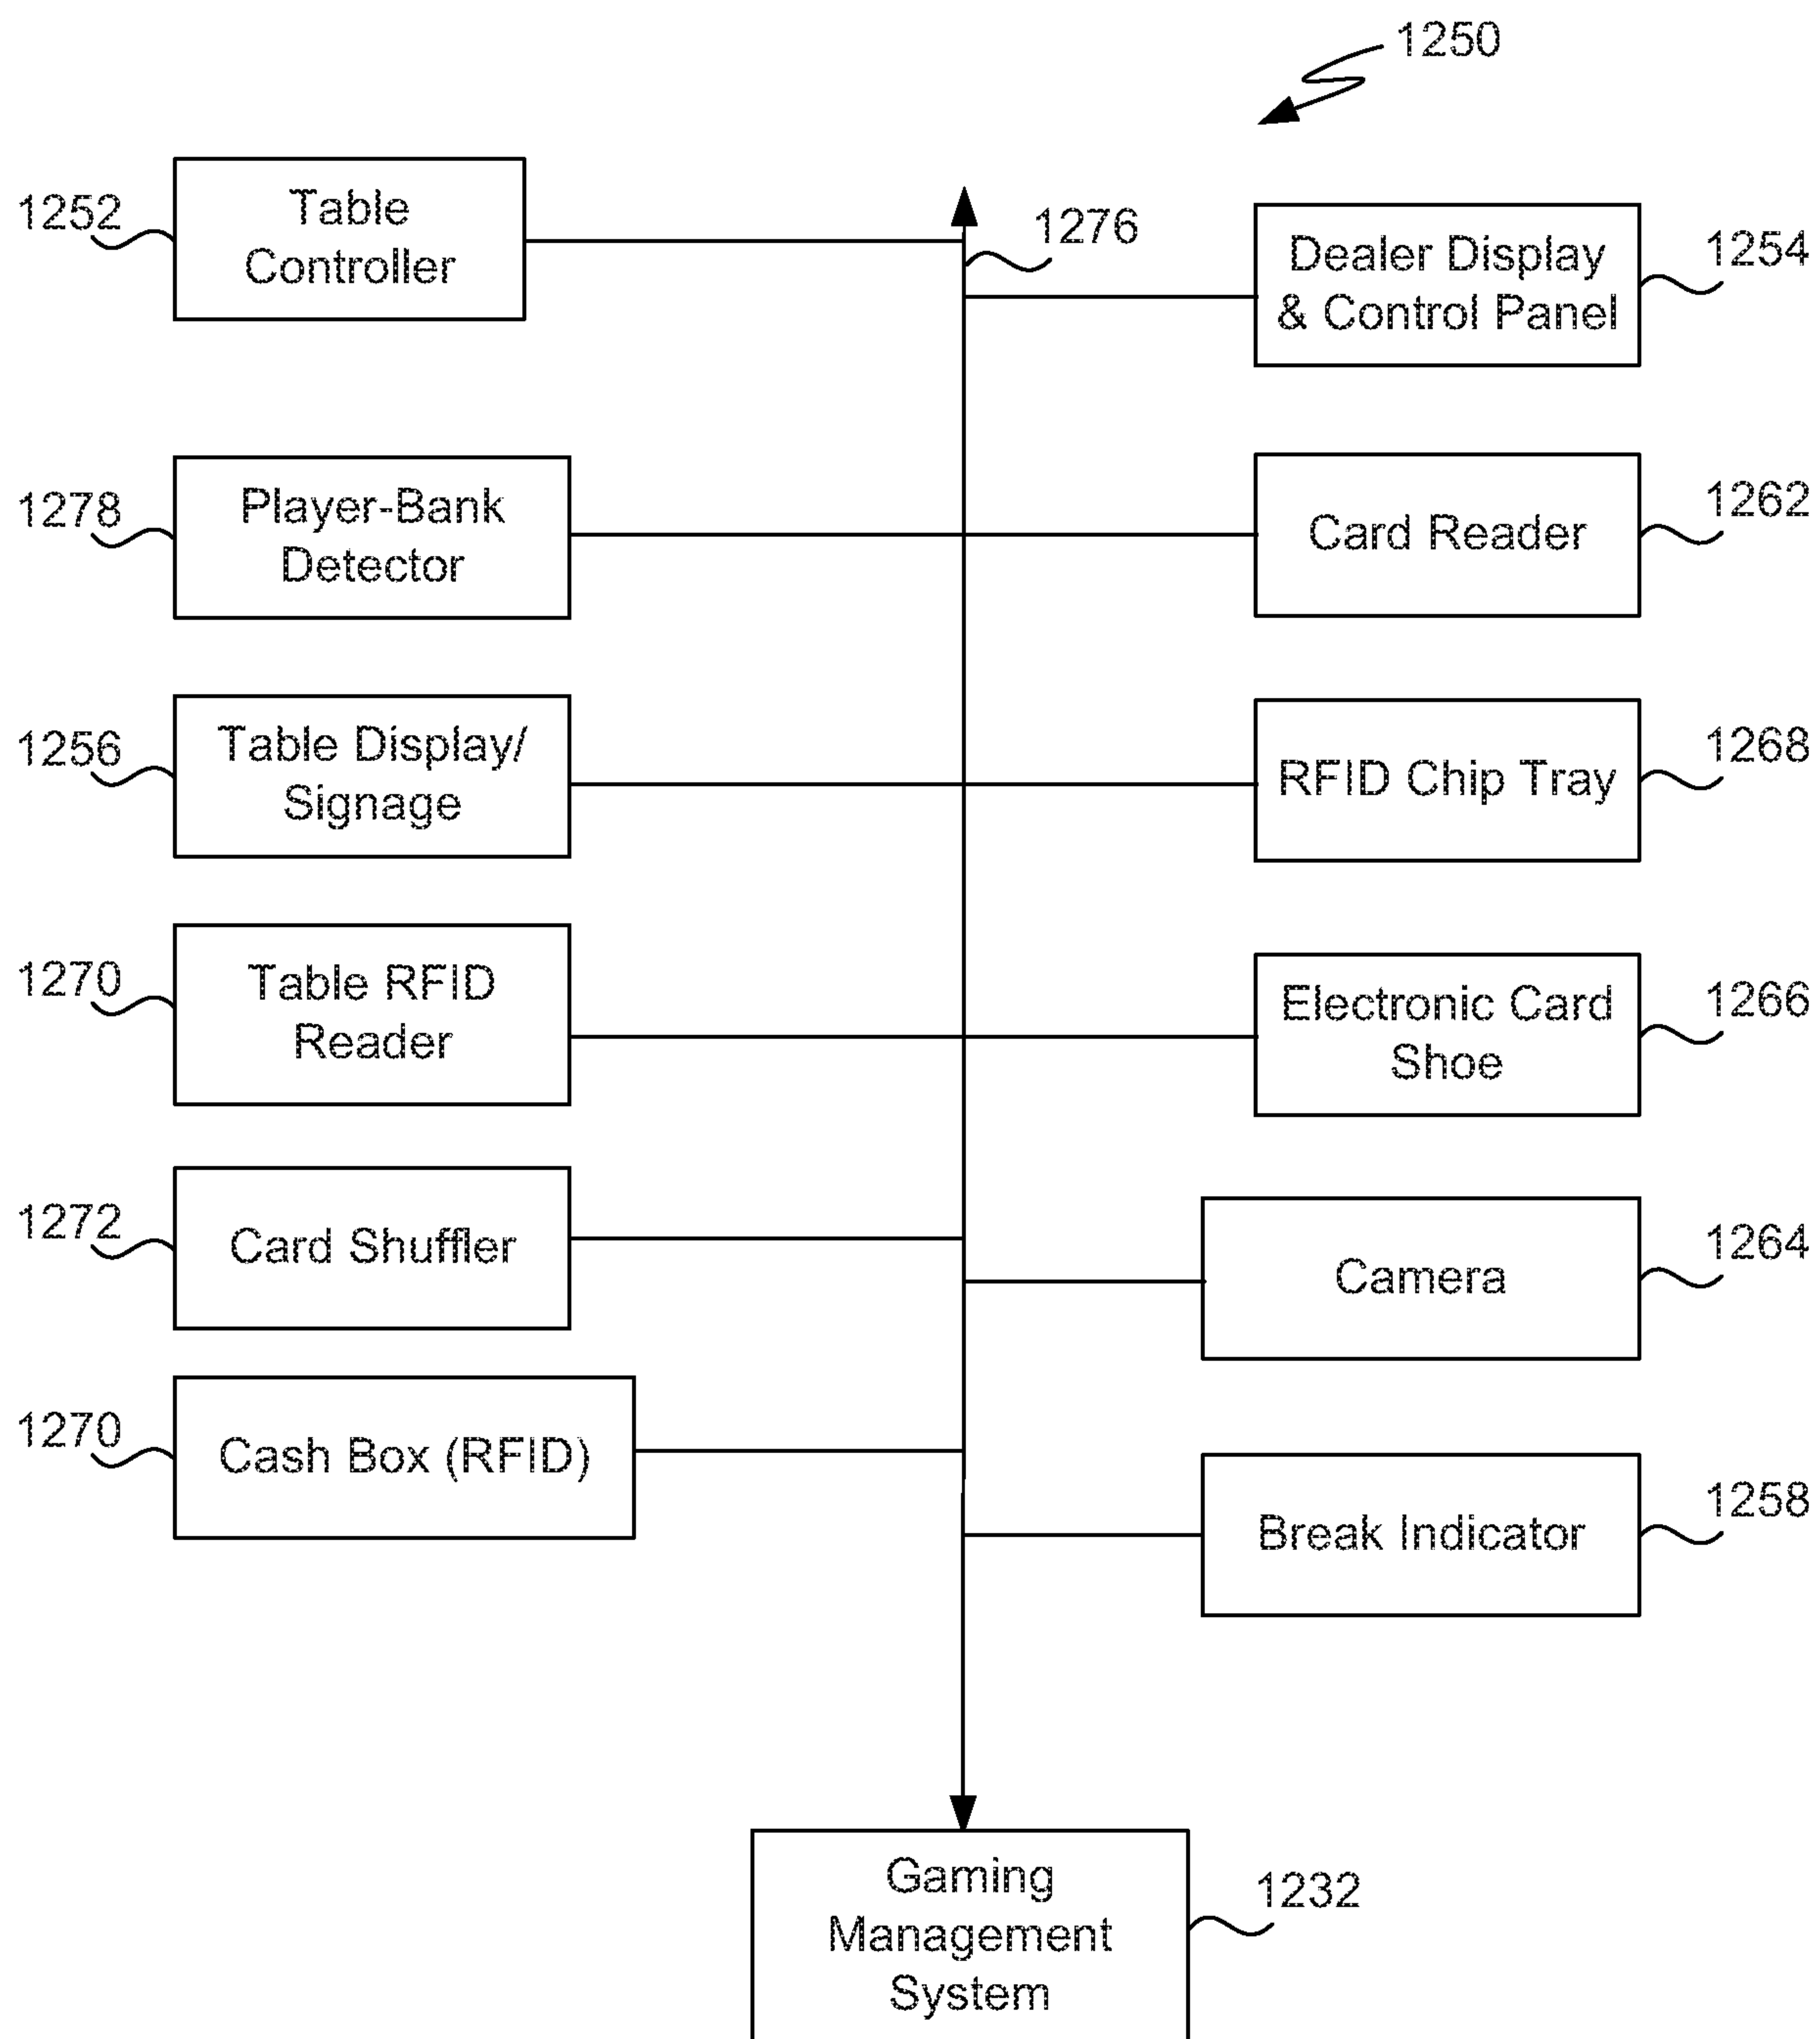 1250
1252
Table
Controller
1276
Dealer Display
& Control Panel
1254
1278
Player-Bank
Detector
Card Reader
1262
1256
Table Display/
Signage
RFID Chip Tray
1268
1270
Table RFID
Reader
Electronic Card
Shoe
1266
1272
Card Shuffler
Camera
1264
1270
Cash Box (RFID)
Break Indicator
1258
Gaming
Management
System
1232